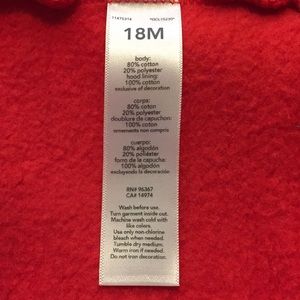 18M
body:
80% cotton
20% polyester
hood lining:
100% cotton
exclusive of decoration
corps:
80% coton
20% polyester
doublure de capuchon:
100% coton
ornements non compris
cuerpo:
80% algodón
20% poliéster
forro de la capucha:
100% algodón
excluyendo la decoración
RN# 96367
CA# 14974
Wash before use.
Turn garment inside out.
Machine wash cold with
like colors.
Use only non-chlorine
bleach when needed.
Tumble dry medium.
Warm iron if needed.
Do not iron decoration.